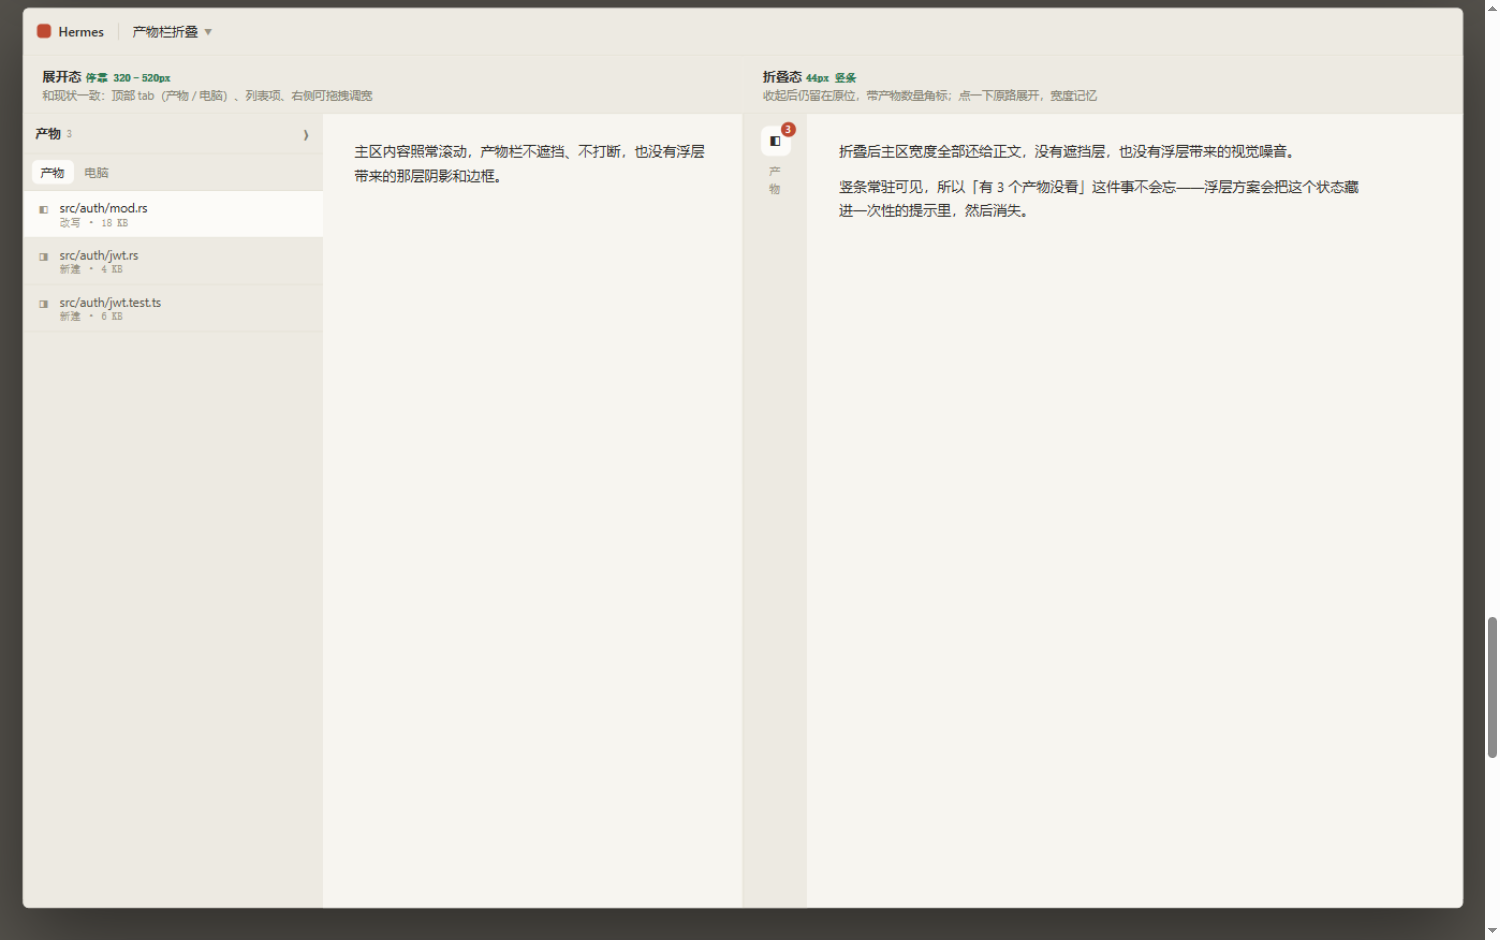 Hermes
产物栏折叠
展开态 停靠 320–520px
和现状一致：顶部 tab（产物 / 电脑）、列表项、右侧可拖拽调宽
产物 3
产物
电脑
src/auth/mod.rs
改写 · 18 KB
src/auth/jwt.rs
新建 · 4 KB
src/auth/jwt.test.ts
新建 · 6 KB
主区内容照常滚动，产物栏不遮挡、不打断，也没有浮层
带来的那层阴影和边框。
折叠态 44px 竖条
收起后仍留在原位，带产物数量角标；点一下原路展开，宽度记忆
3
产
物
折叠后主区宽度全部还给正文，没有遮挡层，也没有浮层带来的视觉噪音。
竖条常驻可见，所以「有 3 个产物没看」这件事不会忘——浮层方案会把这个状态藏
进一次性的提示里，然后消失。